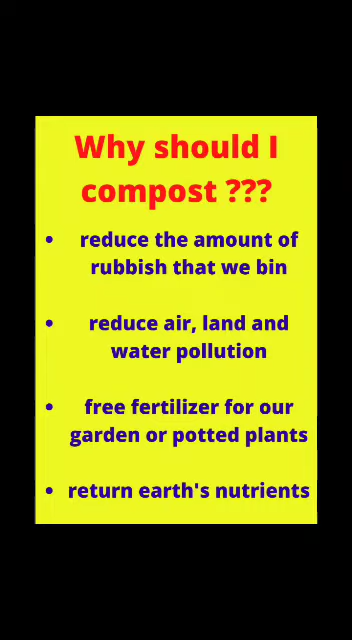 Why should I
compost ???
• reduce the amount of
rubbish that we bin
• reduce air, land and
water pollution
• free fertilizer for our
garden or potted plants
• return earth's nutrients